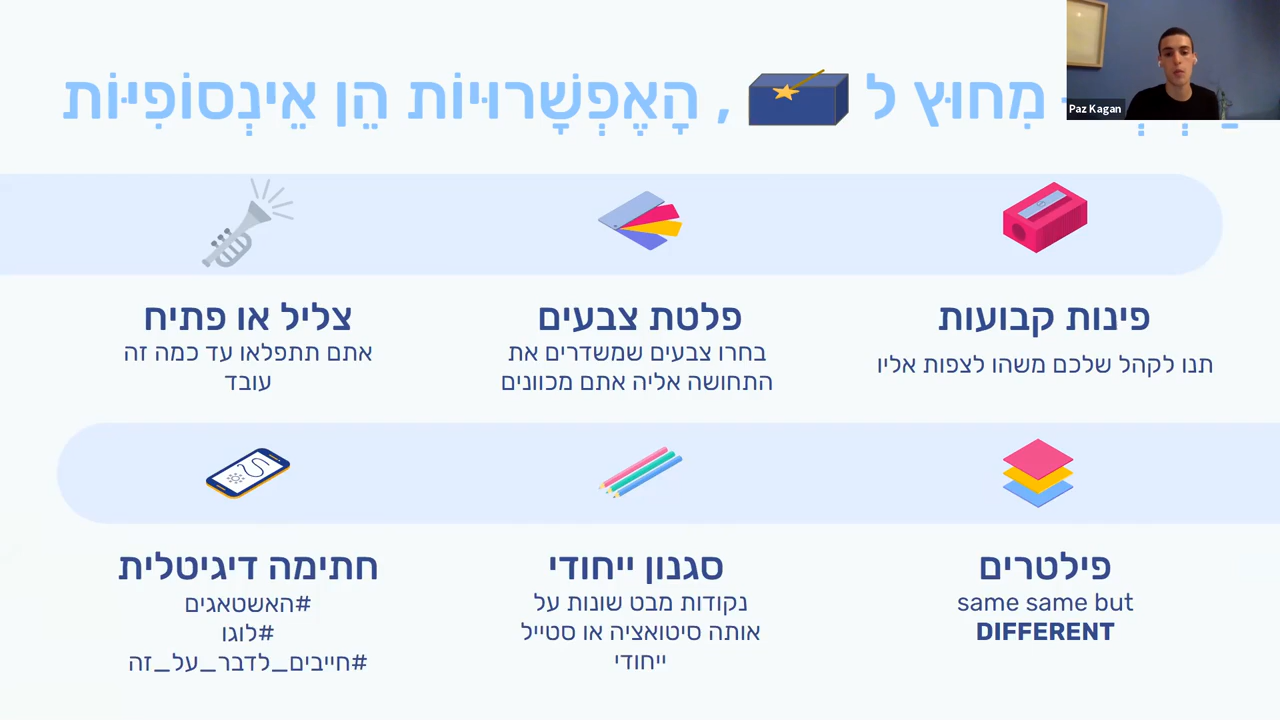 מִחוּץ ל
, הָאֶפְשָׁרוּיּוֹת הֵן אֵינְסוֹפִיּוֹת
Paz Kagan
פינות קבועות
תנו לקהל שלכם משהו לצפות אליו
פלטת צבעים
בחרו צבעים שמשדרים את
התחושה אליה אתם מכוונים
צליל או פתיח
אתם תתפלאו עד כמה זה
עובד
פילטרים
same same but
DIFFERENT
סגנון ייחודי
נקודות מבט שונות על
אותה סיטואציה או סטייל
ייחודי
חתימה דיגיטלית
#האשטאגים
#לוגו
#חייבים_לדבר_על_זה